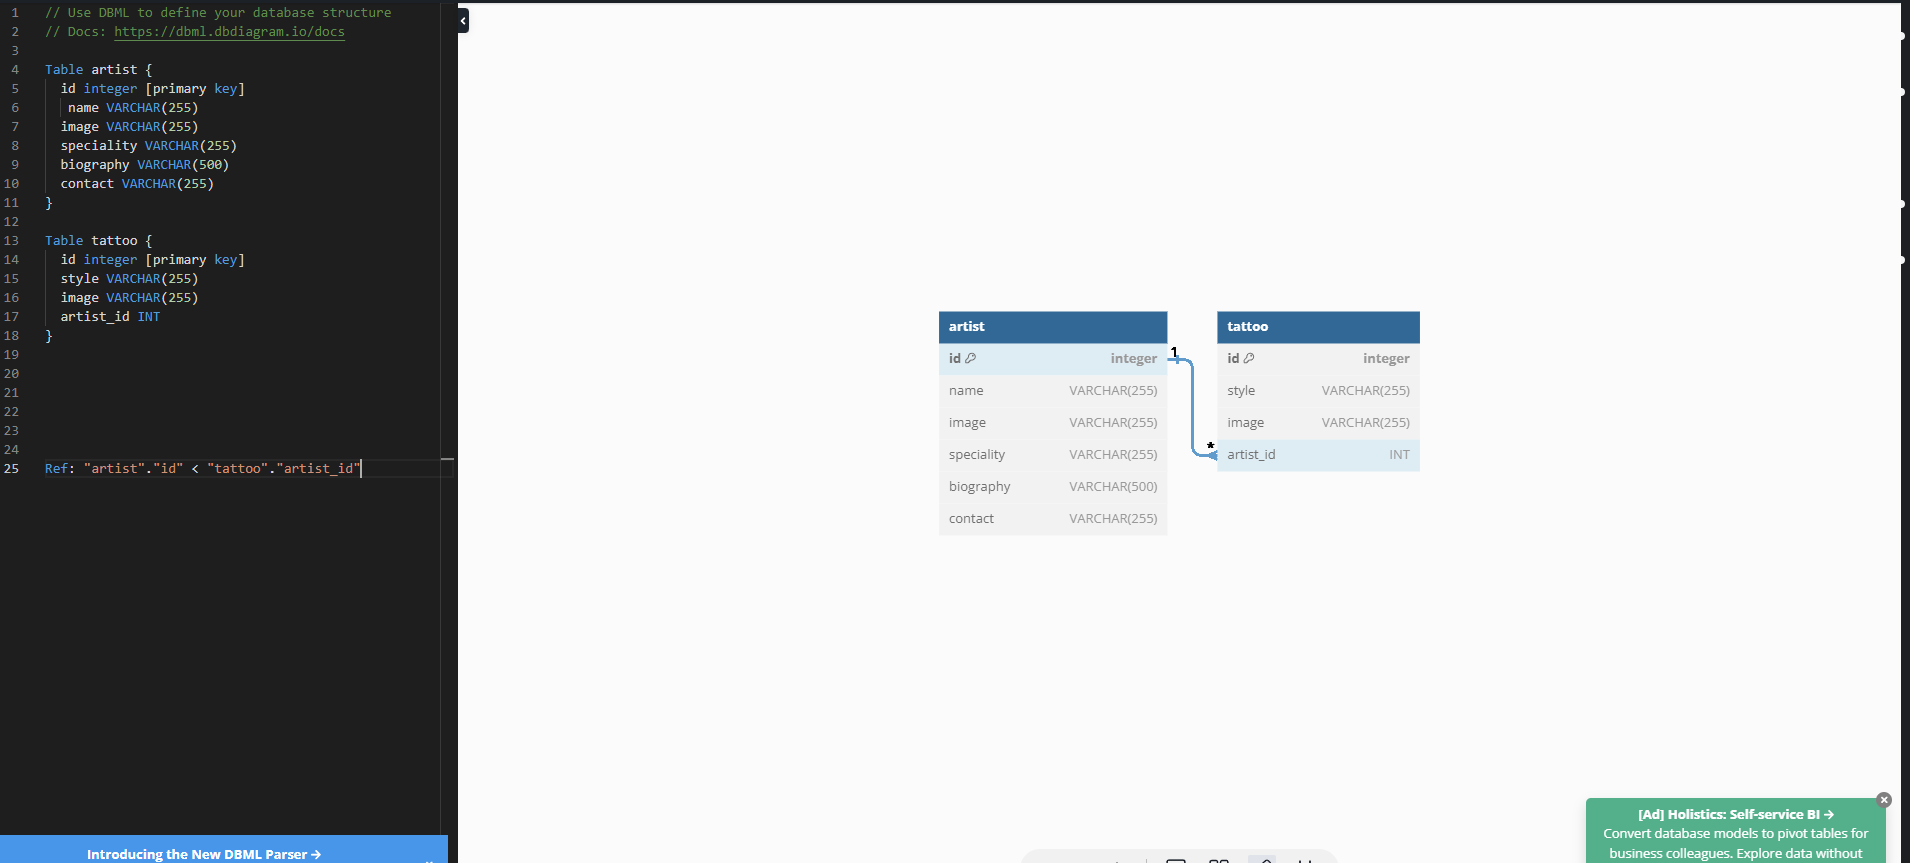 1 // Use DBML to define your database structure
2 // Docs: https://dbml.dbdiagram.io/docs
3
4 Table artist {
5 id integer [primary key]
6 name VARCHAR(255)
7 image VARCHAR(255)
8 speciality VARCHAR(255)
9 biography VARCHAR(500)
10 contact VARCHAR(255)
11 }
12
13 Table tattoo {
14 id integer [primary key]
15 style VARCHAR(255)
16 image VARCHAR(255)
17 artist_id INT
18 }
19
20
21
22
23
24
25 Ref: "artist"."id" < "tattoo"."artist_id"
Introducing the New DBML Parser →
artist
id integer
name VARCHAR(255)
image VARCHAR(255)
speciality VARCHAR(255)
biography VARCHAR(500)
contact VARCHAR(255)
1
*
tattoo
id integer
style VARCHAR(255)
image VARCHAR(255)
artist_id INT
[Ad] Holistics: Self-service BI →
Convert database models to pivot tables for
business colleagues. Explore data without